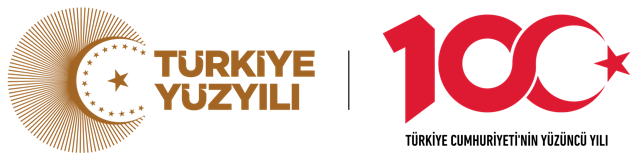 TÜRKİYE
YÜZYILI
100
TÜRKİYE CUMHURİYETİ'NİN YÜZÜNCÜ YILI